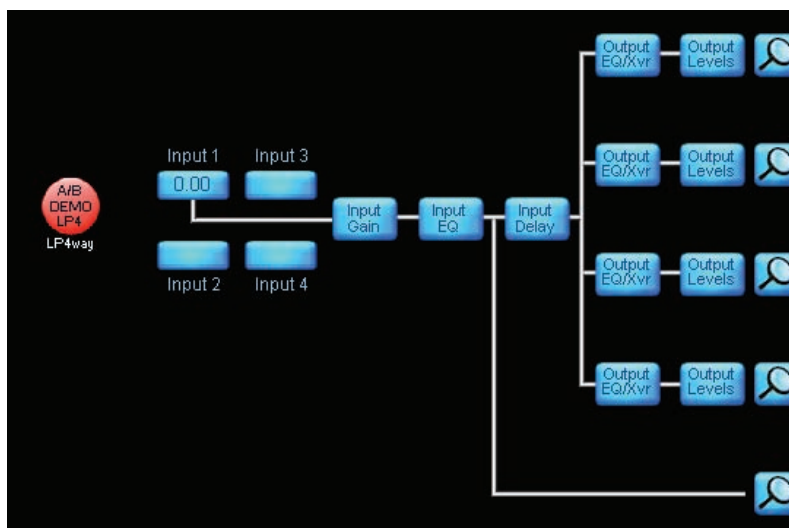 A/B
DEMO
LP4
LP4way
Input 1
Input 3
0.00
Input 2
Input 4
Input
Gain
Input
EQ
Input
Delay
Output
EQ/Xvr
Output
Levels
Output
EQ/Xvr
Output
Levels
Output
EQ/Xvr
Output
Levels
Output
EQ/Xvr
Output
Levels